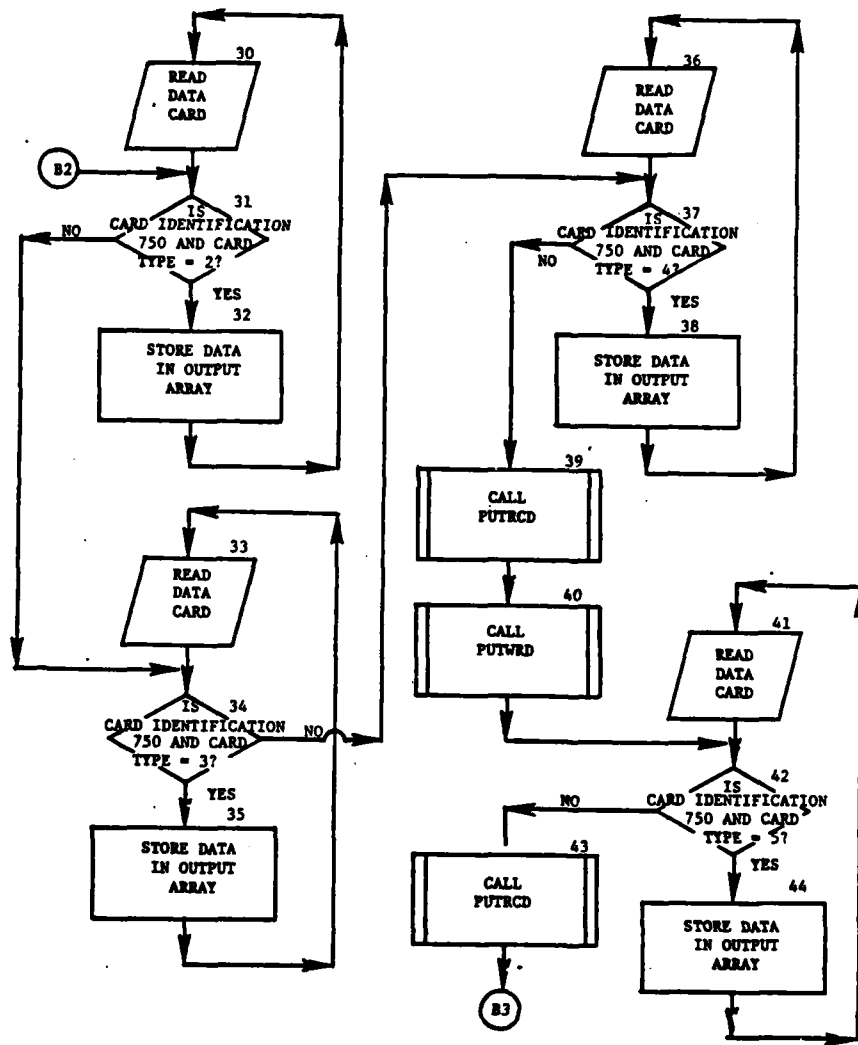 30
READ
DATA
CARD
B2
31
IS
CARD IDENTIFICATION
750 AND CARD
TYPE = 2?
NO
YES
32
STORE DATA
IN OUTPUT
ARRAY
33
READ
DATA
CARD
34
IS
CARD IDENTIFICATION
750 AND CARD
TYPE = 3?
NO
YES
35
STORE DATA
IN OUTPUT
ARRAY
36
READ
DATA
CARD
37
IS
CARD IDENTIFICATION
750 AND CARD
TYPE = 4?
NO
YES
38
STORE DATA
IN OUTPUT
ARRAY
39
CALL
PUTRCD
40
CALL
PUTWRD
41
READ
DATA
CARD
42
IS
CARD IDENTIFICATION
750 AND CARD
TYPE = 5?
NO
YES
43
CALL
PUTRCD
B3
44
STORE DATA
IN OUTPUT
ARRAY